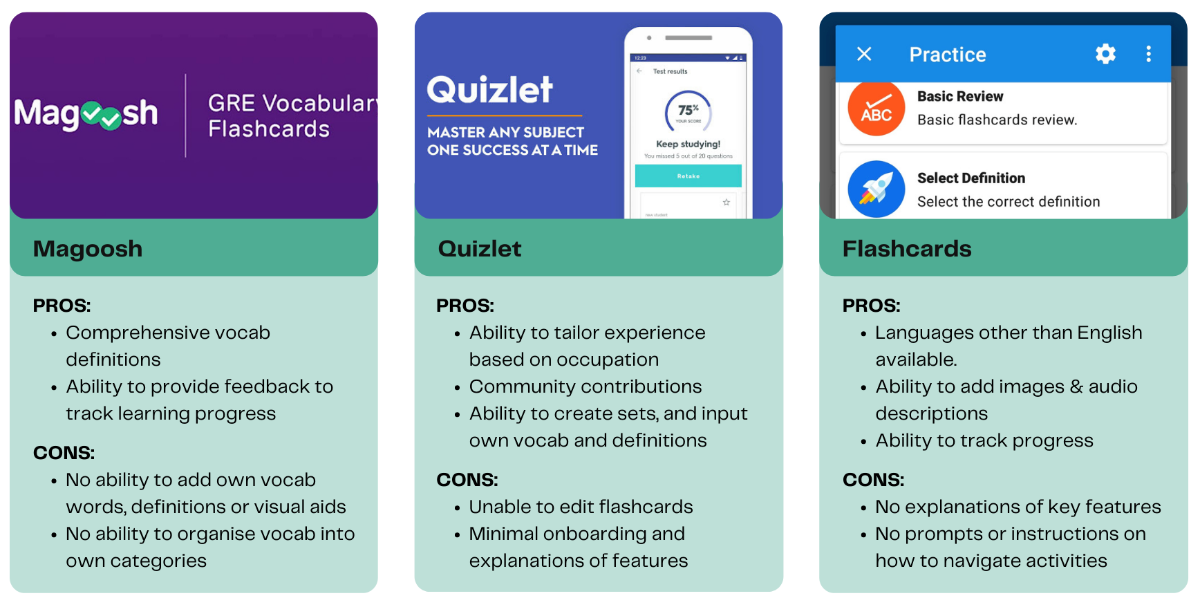 Magoosh
GRE Vocabulary
Flashcards
Magoosh
PROS:
• Comprehensive vocab
definitions
• Ability to provide feedback to
track learning progress
CONS:
• No ability to add own vocab
words, definitions or visual aids
• No ability to organise vocab into
own categories
Quizlet
MASTER ANY SUBJECT
ONE SUCCESS AT A TIME
12:33
Test results
75%
YOUR SCORE
Keep studying!
You missed 5 out of 20 questions
Retake
Quizlet
PROS:
• Ability to tailor experience
based on occupation
• Community contributions
• Ability to create sets, and input
own vocab and definitions
CONS:
• Unable to edit flashcards
• Minimal onboarding and
explanations of features
Practice
ABC
Basic Review
Basic flashcards review.
Select Definition
Select the correct definition
Flashcards
PROS:
• Languages other than English
available.
• Ability to add images & audio
descriptions
• Ability to track progress
CONS:
• No explanations of key features
• No prompts or instructions on
how to navigate activities